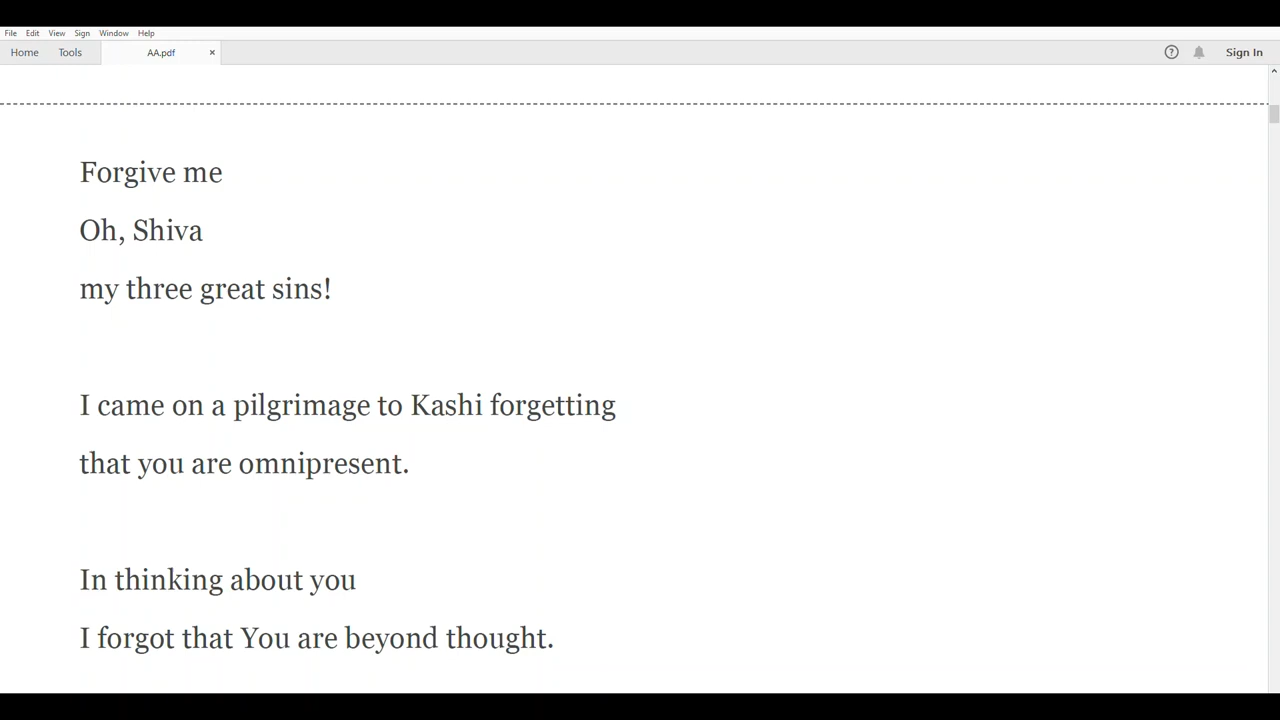 File Edit View Sign Window Help
Home Tools AA.pdf × ? Sign In
Forgive me
Oh, Shiva
my three great sins!
I came on a pilgrimage to Kashi forgetting
that you are omnipresent.
In thinking about you
I forgot that You are beyond thought.